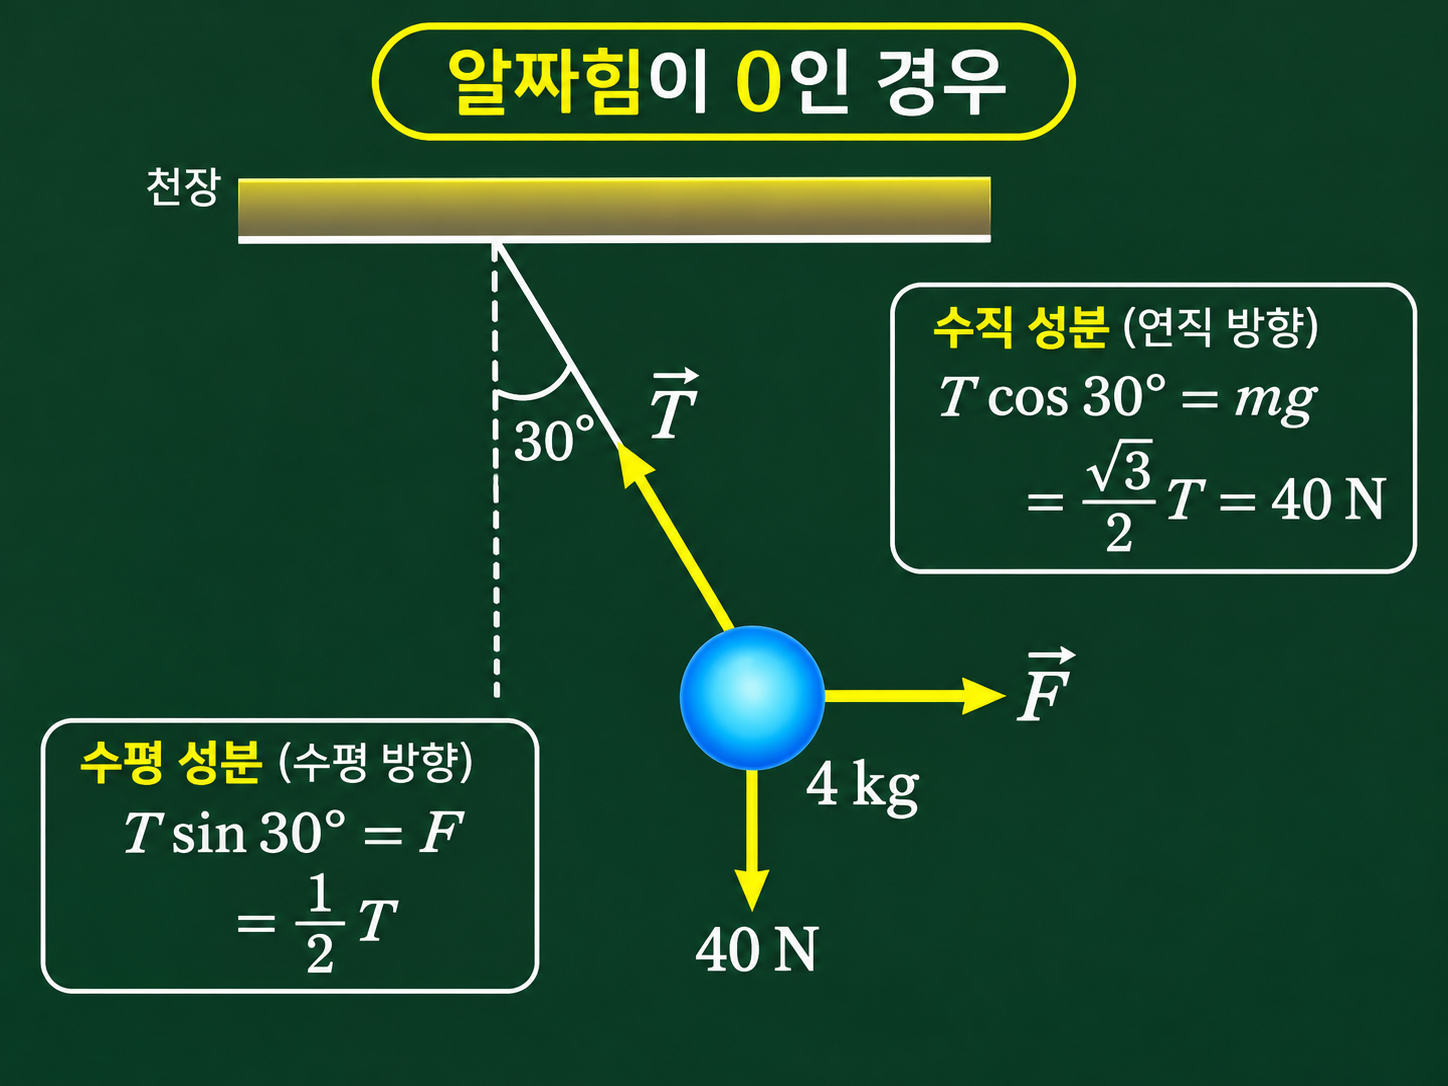 알짜힘이 0인 경우
천장
30°
T⃗
수직 성분 (연직 방향)
T cos 30° = mg
= √3/2 T = 40 N
F⃗
4 kg
40 N
수평 성분 (수평 방향)
T sin 30° = F
= 1/2 T